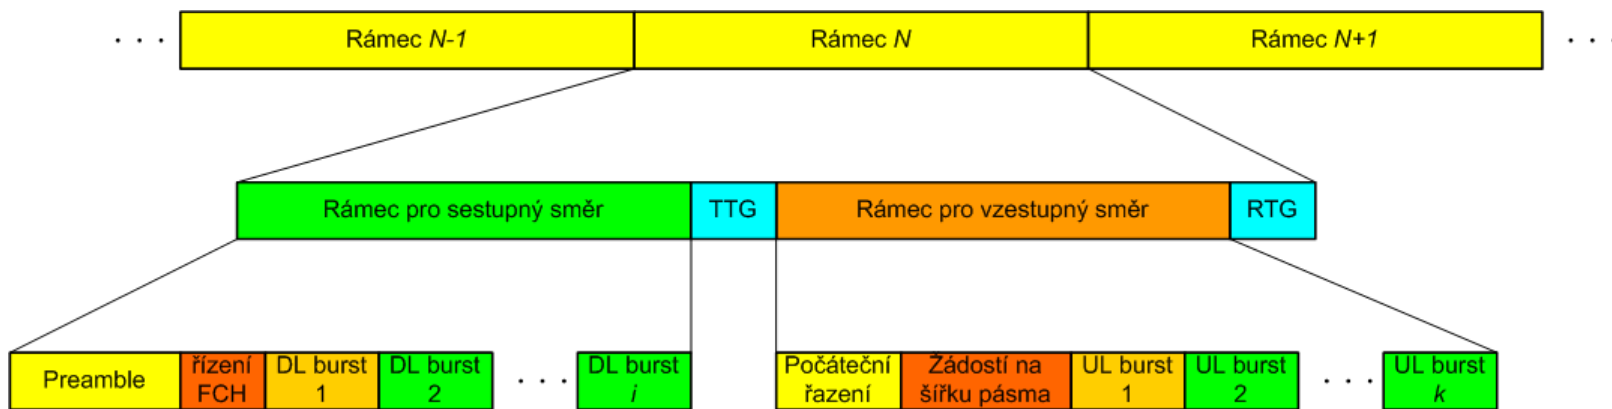 . . . Rámec N-1 Rámec N Rámec N+1 . . .
Rámec pro sestupný směr TTG Rámec pro vzestupný směr RTG
Preamble
řízení
FCH
DL burst
1
DL burst
2
. . .
DL burst
i
Počáteční
řazení
Žádostí na
šířku pásma
UL burst
1
UL burst
2
. . .
UL burst
k